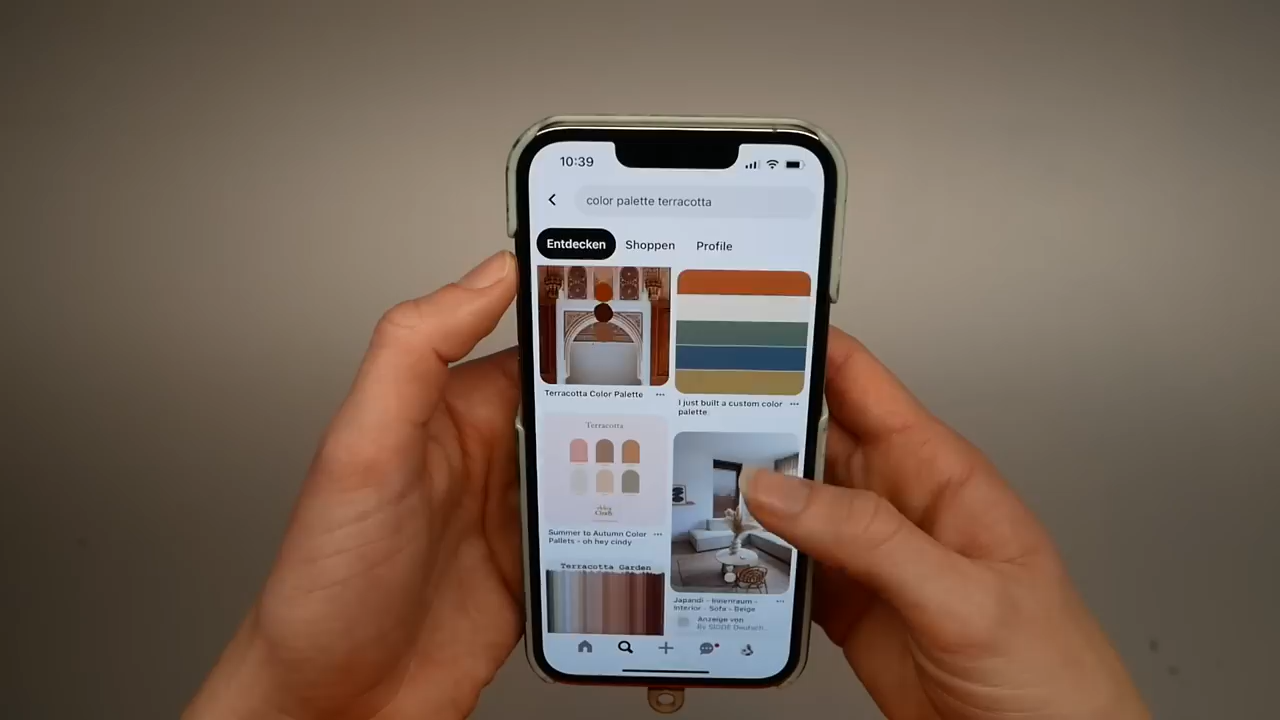 10:39
color palette terracotta
Entdecken Shoppen Profile
Terracotta Color Palette
I just built a custom color
palette
Terracotta
Summer to Autumn Color
Pallets - oh hey cindy
Terracotta Garden
Japandi - Innenraum -
Interior - Sofa - Beige
Anzeige von